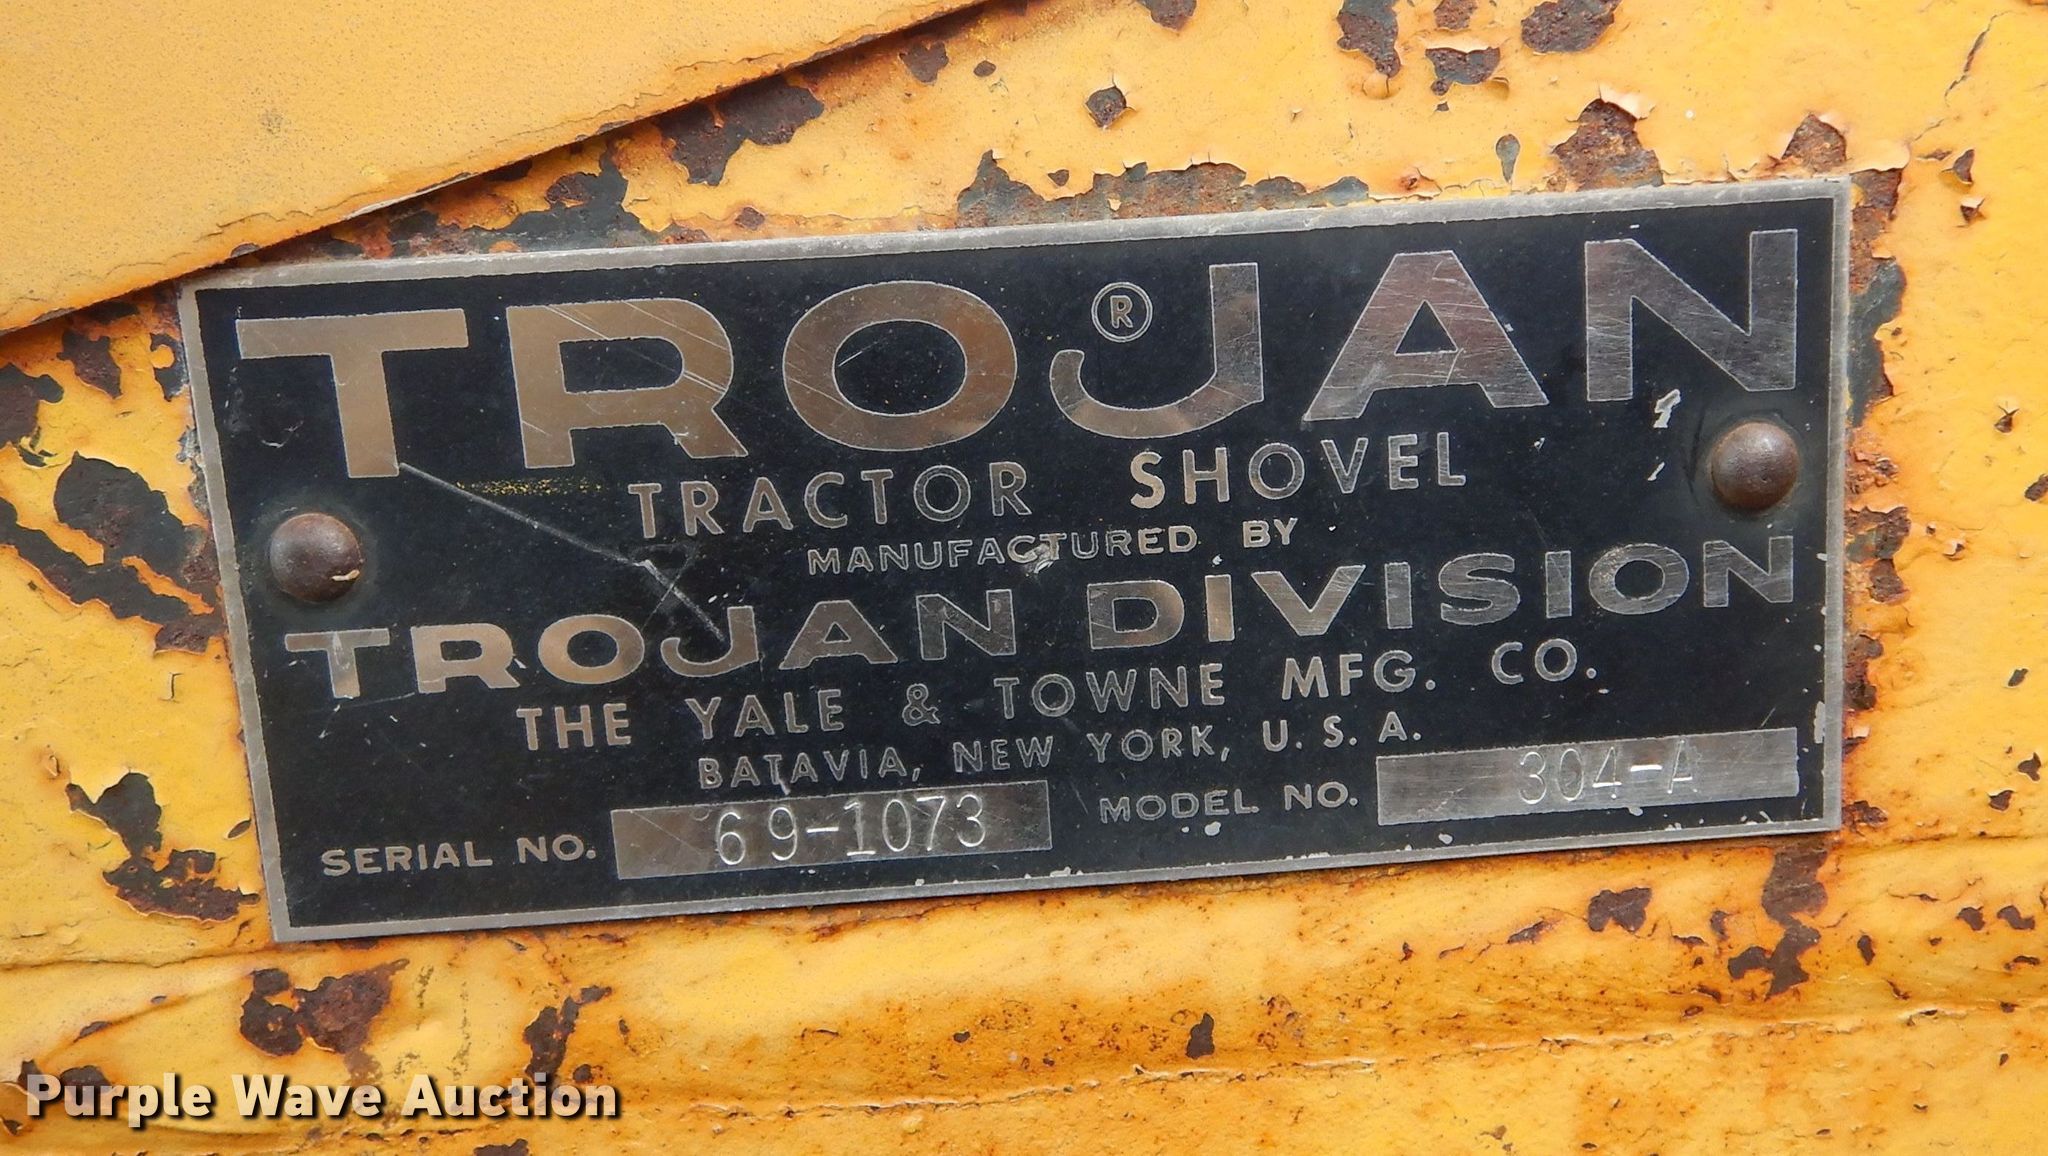 TROJAN ®
TRACTOR SHOVEL
MANUFACTURED BY
TROJAN DIVISION
THE YALE & TOWNE MFG. CO.
BATAVIA, NEW YORK, U.S.A.
SERIAL NO. 69-1073 MODEL NO. 304-A
Purple Wave Auction